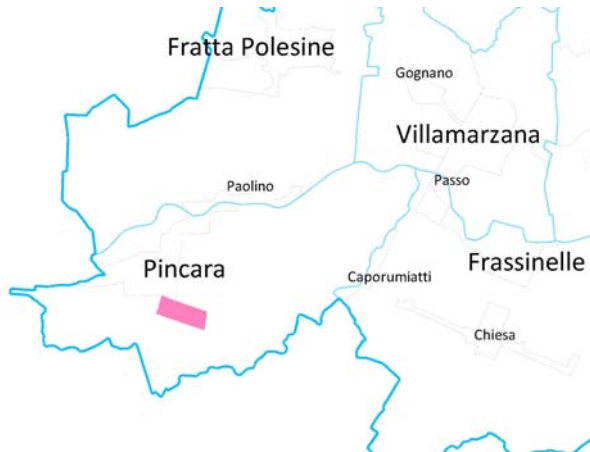 Fratta Polesine
Gognano
Villamarzana
Paolino
Passo
Pincara
Caporumiatti
Frassinelle
Chiesa